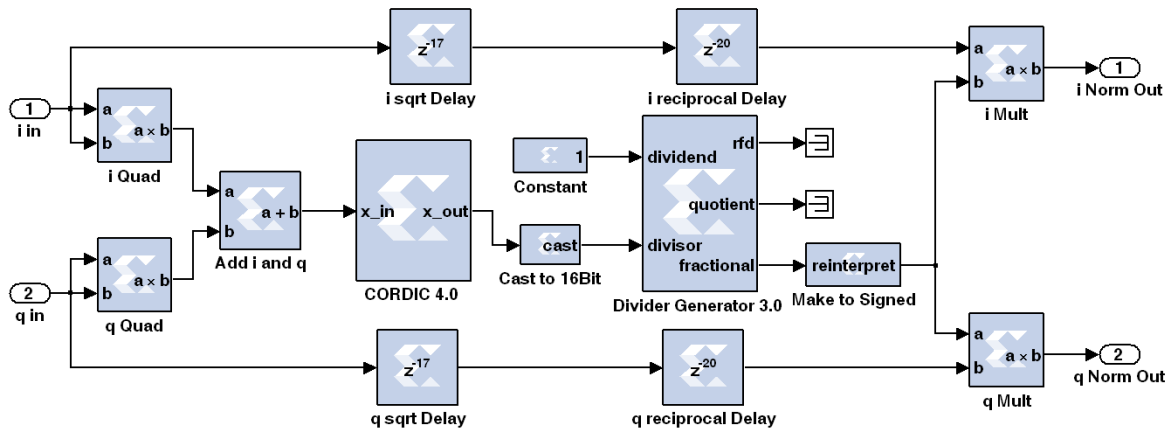 z-17
i sqrt Delay
z-20
i reciprocal Delay
a
b
a × b
i Mult
1
i Norm Out
1
i in
a
b
a × b
i Quad
a
b
a + b
Add i and q
x_in
x_out
CORDIC 4.0
1
Constant
cast
Cast to 16Bit
dividend
divisor
rfd
quotient
fractional
Divider Generator 3.0
reinterpret
Make to Signed
2
q in
a
b
a × b
q Quad
z-17
q sqrt Delay
z-20
q reciprocal Delay
a
b
a × b
q Mult
2
q Norm Out